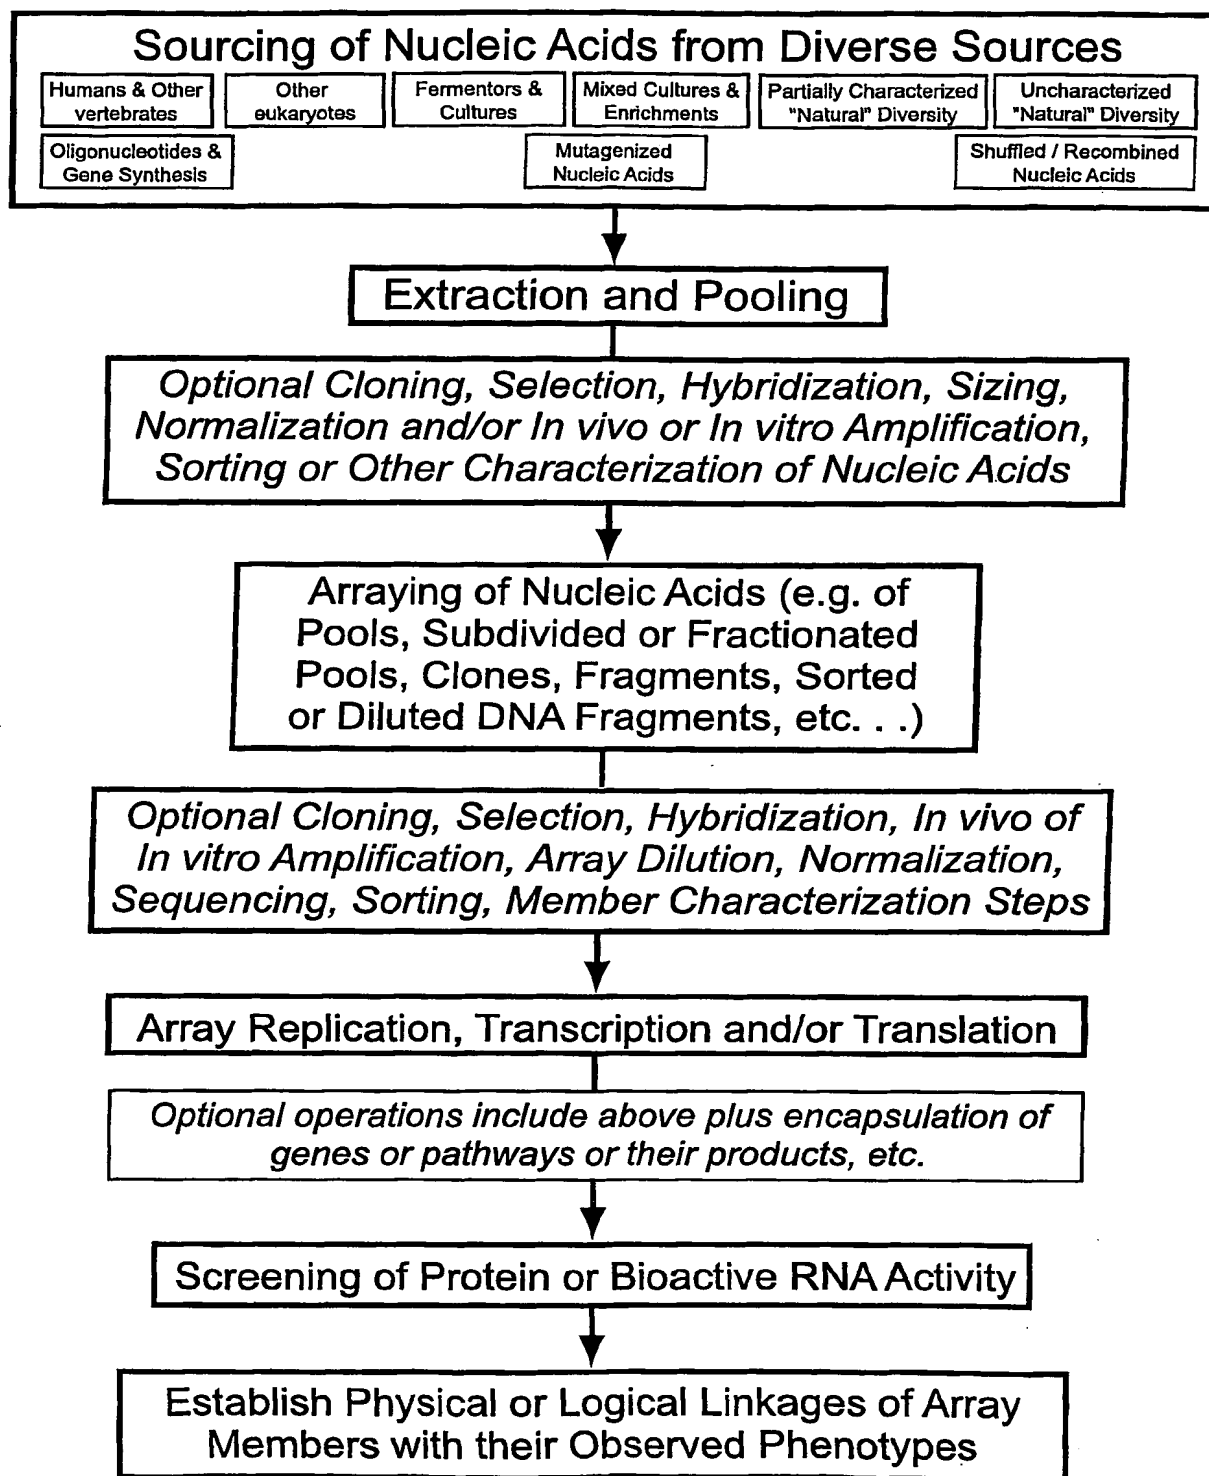 Sourcing of Nucleic Acids from Diverse Sources
Humans & Other
vertebrates
Other
eukaryotes
Fermentors &
Cultures
Mixed Cultures &
Enrichments
Partially Characterized
"Natural" Diversity
Uncharacterized
"Natural" Diversity
Oligonucleotides &
Gene Synthesis
Mutagenized
Nucleic Acids
Shuffled / Recombined
Nucleic Acids
Extraction and Pooling
Optional Cloning, Selection, Hybridization, Sizing,
Normalization and/or In vivo or In vitro Amplification,
Sorting or Other Characterization of Nucleic Acids
Arraying of Nucleic Acids (e.g. of
Pools, Subdivided or Fractionated
Pools, Clones, Fragments, Sorted
or Diluted DNA Fragments, etc. . .)
Optional Cloning, Selection, Hybridization, In vivo of
In vitro Amplification, Array Dilution, Normalization,
Sequencing, Sorting, Member Characterization Steps
Array Replication, Transcription and/or Translation
Optional operations include above plus encapsulation of
genes or pathways or their products, etc.
Screening of Protein or Bioactive RNA Activity
Establish Physical or Logical Linkages of Array
Members with their Observed Phenotypes